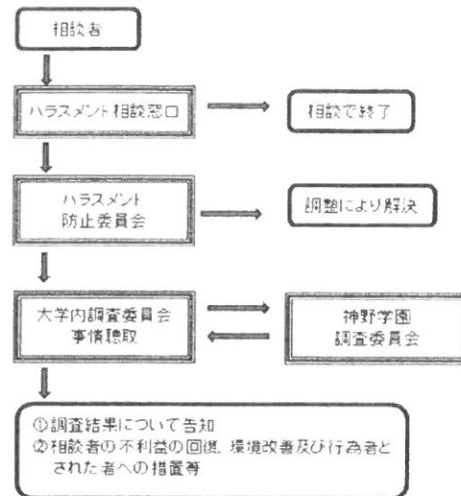 相談者
ハラスメント相談窓口
相談で終了
ハラスメント
防止委員会
調整により解決
大学内調査委員会
事情聴取
神野学園
調査委員会
①調査結果について告知
②相談者の不利益の回復、環境改善及び行為者と
された者への措置等